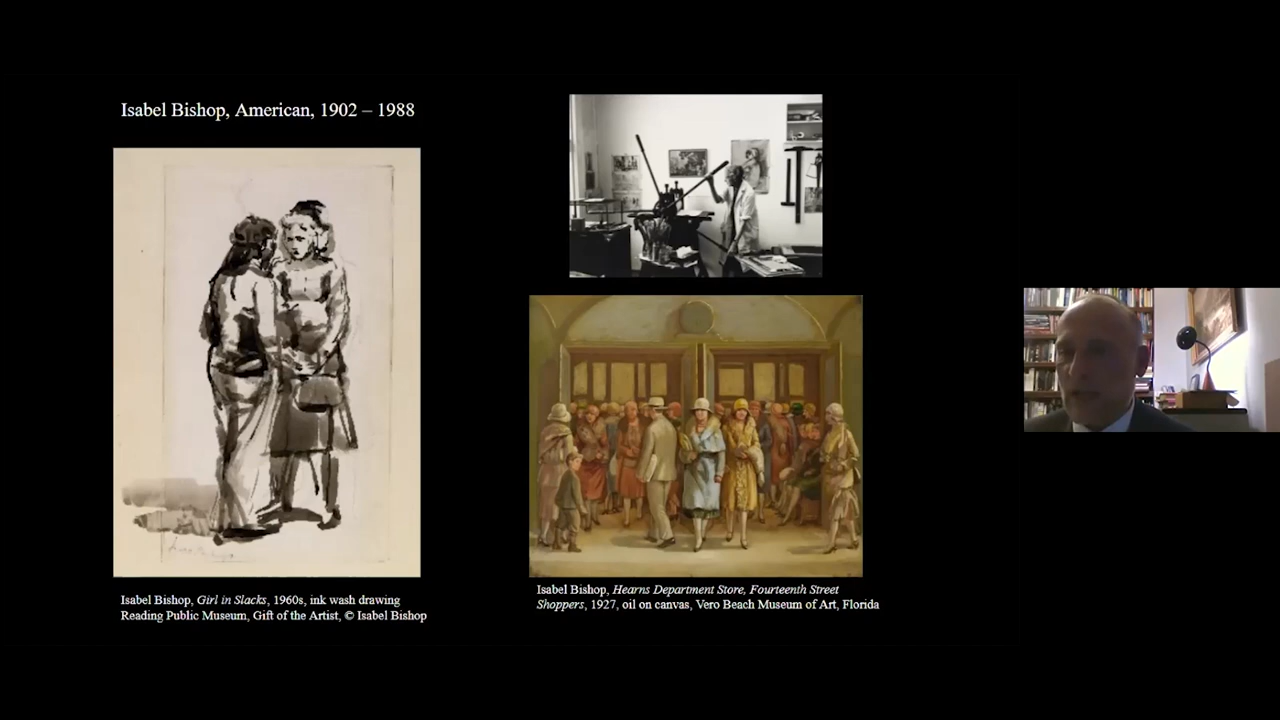 Isabel Bishop, American, 1902 – 1988
Isabel Bishop, Girl in Slacks, 1960s, ink wash drawing
Reading Public Museum, Gift of the Artist, © Isabel Bishop
Isabel Bishop, Hearns Department Store, Fourteenth Street
Shoppers, 1927, oil on canvas, Vero Beach Museum of Art, Florida